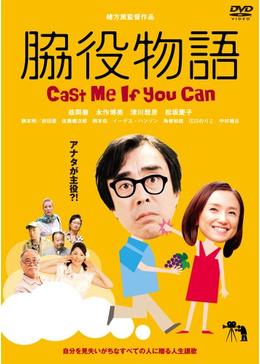 DVD
VIDEO
緒方篤監督作品
脇役物語
Cast Me If You Can
益岡徹 永作博美 津川雅彦 松坂慶子
アナタが主役?!
自分を見失いがちなすべての人に贈る人生讃歌